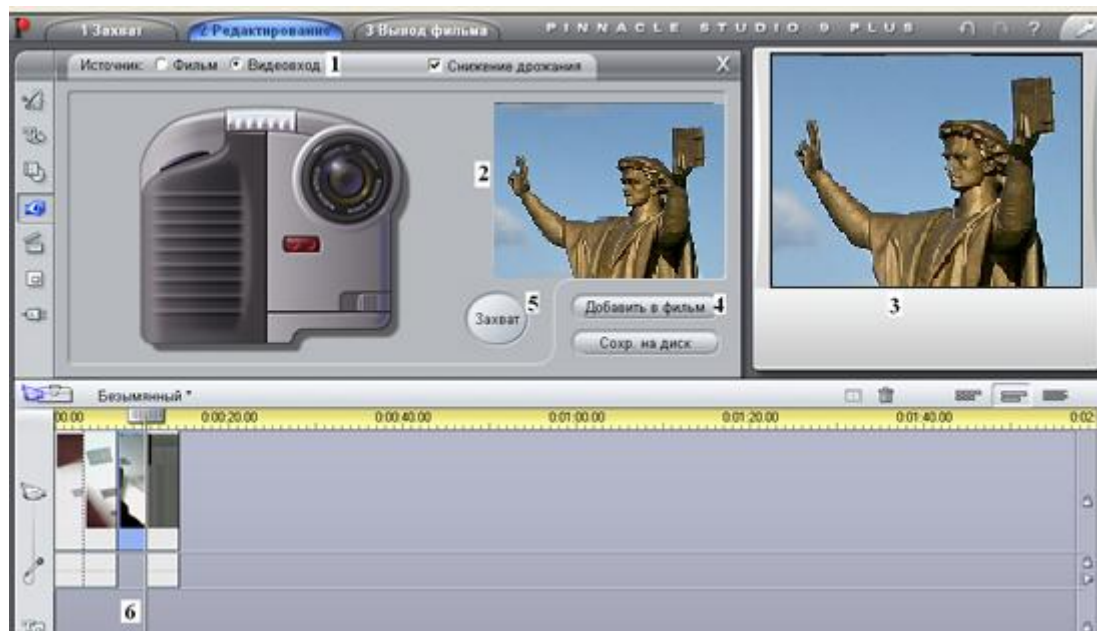 1 Захват 2 Редактирование 3 Вывод фильма PINNACLE STUDIO 9 PLUS ?
Источник: Фильм Видеовход 1 Снижение дрожания X
2
3
Захват 5 Добавить в фильм 4
Сохр. на диск
Безымянный *
00.00 0:00:20.00 0:00:40.00 0:01:00.00 0:01:20.00 0:01:40.00 0:02
6